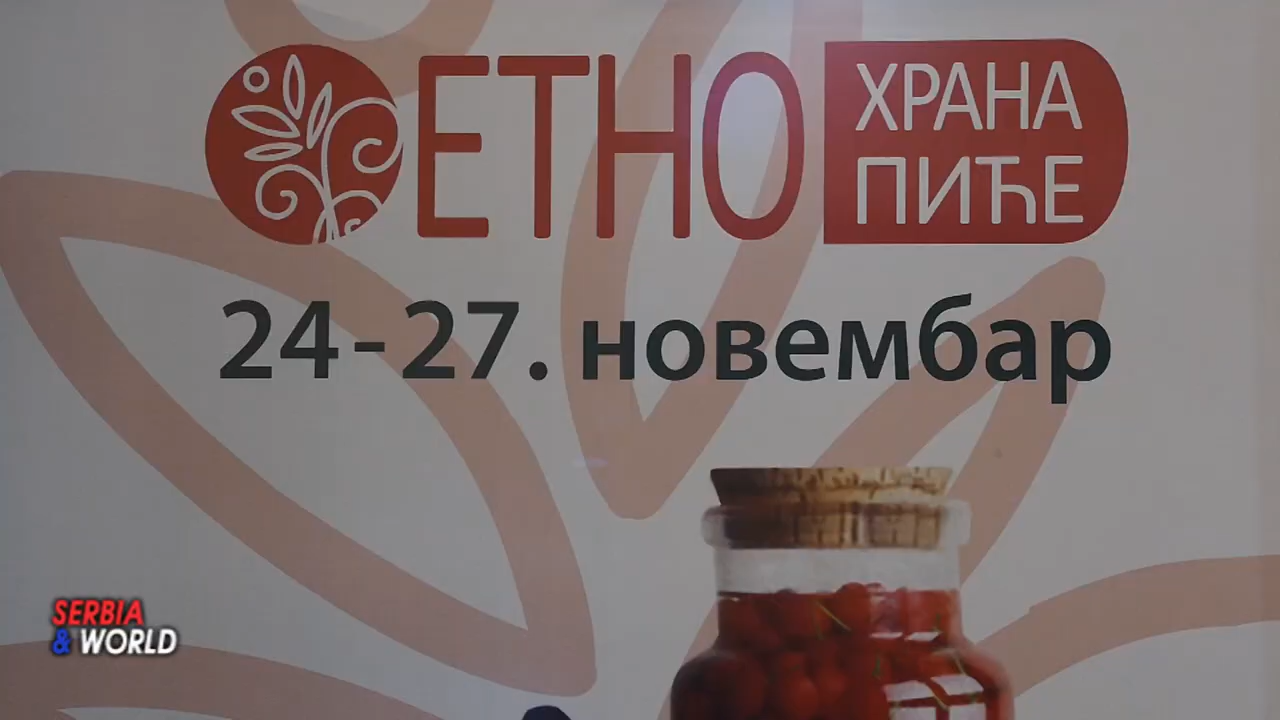 ЕТНО
ХРАНА
ПИЋЕ
24-27. новембар
SERBIA
& WORLD